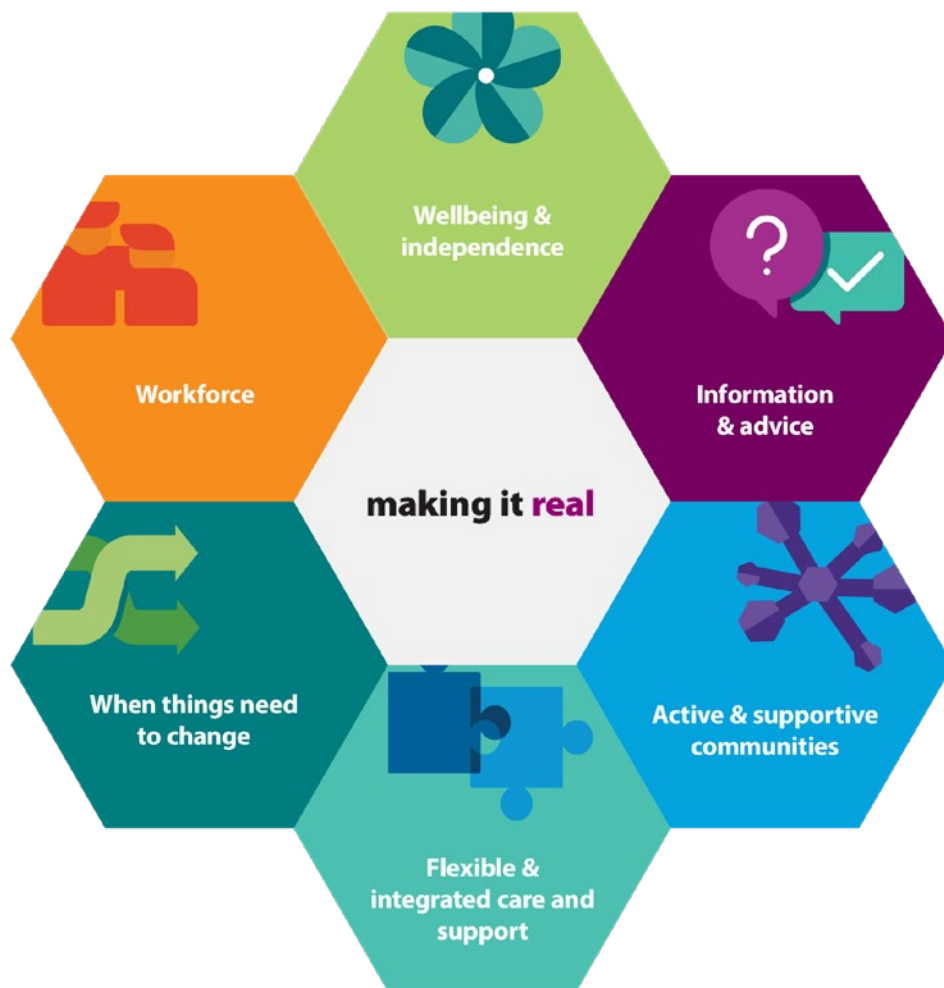 Wellbeing &
independence
Information
& advice
Active & supportive
communities
Flexible &
integrated care and
support
When things need
to change
Workforce
making it real
?